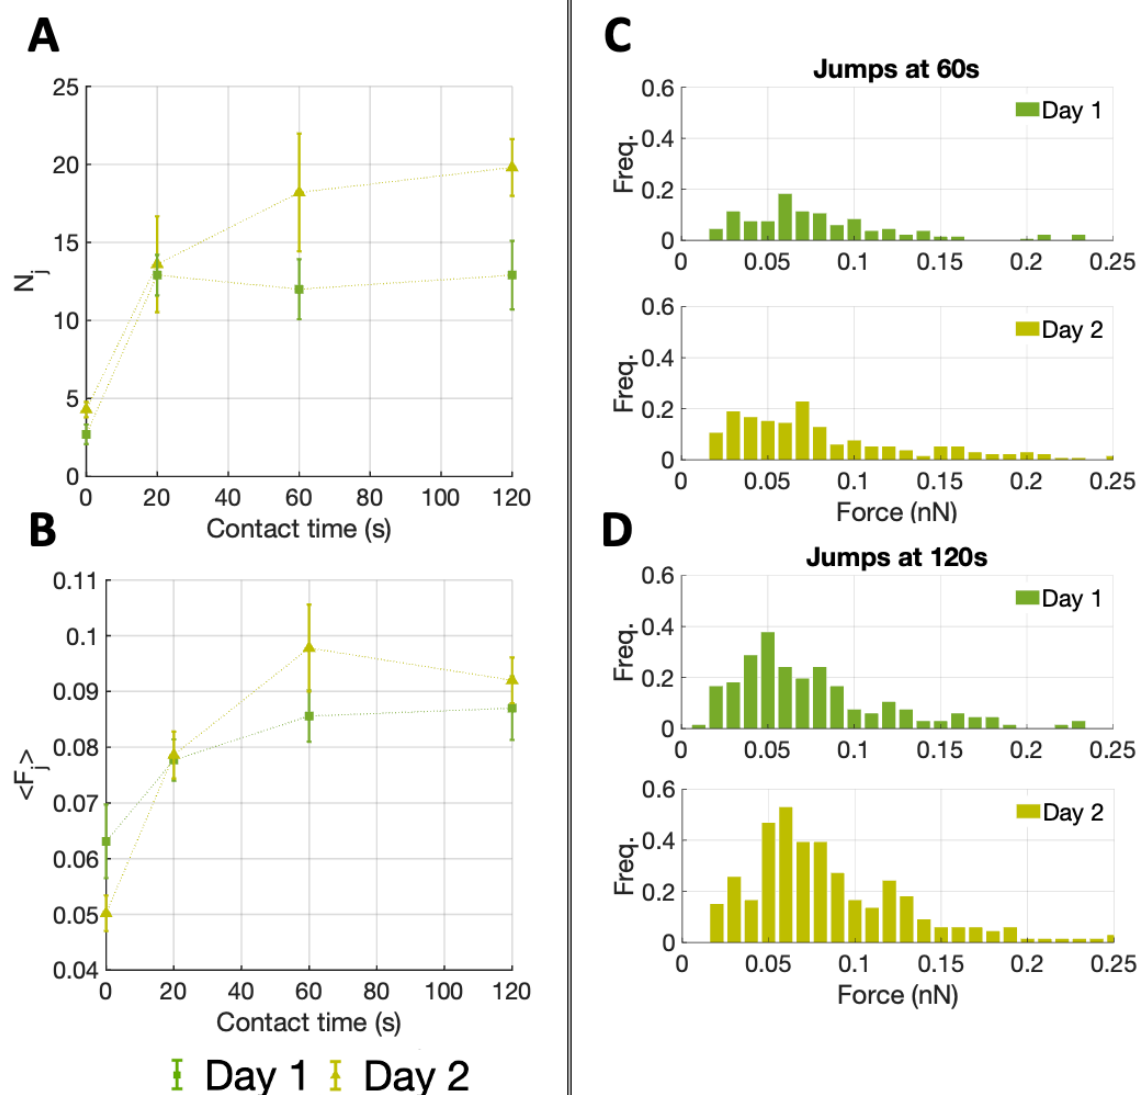 A
25
20
15
10
5
0
N_j
0 20 40 60 80 100 120
Contact time (s)
B
0.11
0.1
0.09
0.08
0.07
0.06
0.05
0.04
<F_j>
0 20 40 60 80 100 120
Contact time (s)
Day 1 Day 2
C
Jumps at 60s
0.6
0.4
0.2
0
Freq.
Day 1
0 0.05 0.1 0.15 0.2 0.25
0.6
0.4
0.2
0
Freq.
Day 2
0 0.05 0.1 0.15 0.2 0.25
Force (nN)
D
Jumps at 120s
0.6
0.4
0.2
0
Freq.
Day 1
0 0.05 0.1 0.15 0.2 0.25
0.6
0.4
0.2
0
Freq.
Day 2
0 0.05 0.1 0.15 0.2 0.25
Force (nN)